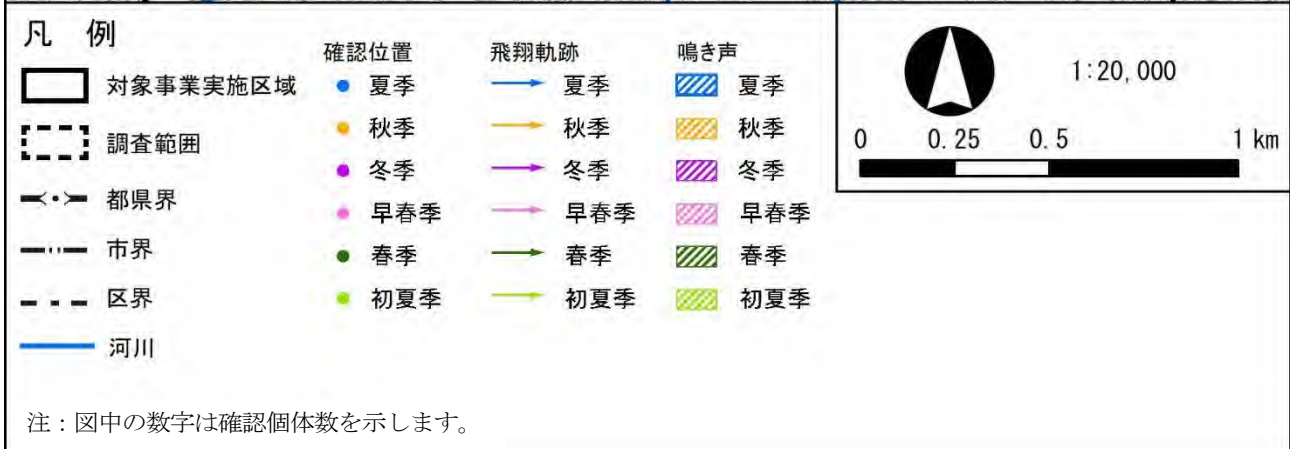 凡 例
対象事業実施区域
調査範囲
都県界
市界
区界
河川
確認位置
夏季
秋季
冬季
早春季
春季
初夏季
飛翔軌跡
夏季
秋季
冬季
早春季
春季
初夏季
鳴き声
夏季
秋季
冬季
早春季
春季
初夏季
1:20,000
0 0.25 0.5 1 km
注：図中の数字は確認個体数を示します。